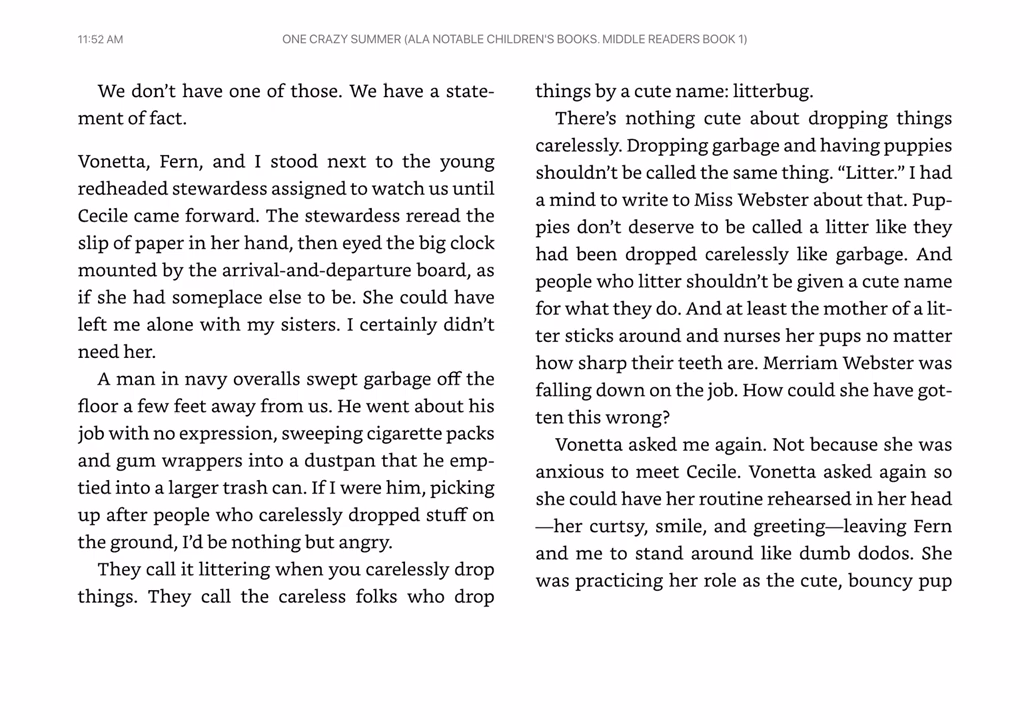 11:52 AM
ONE CRAZY SUMMER (ALA NOTABLE CHILDREN'S BOOKS. MIDDLE READERS BOOK 1)
We don't have one of those. We have a state-
ment of fact.
Vonetta, Fern, and I stood next to the young
redheaded stewardess assigned to watch us until
Cecile came forward. The stewardess reread the
slip of paper in her hand, then eyed the big clock
mounted by the arrival-and-departure board, as
if she had someplace else to be. She could have
left me alone with my sisters. I certainly didn't
need her.
A man in navy overalls swept garbage off the
floor a few feet away from us. He went about his
job with no expression, sweeping cigarette packs
and gum wrappers into a dustpan that he emp-
tied into a larger trash can. If I were him, picking
up after people who carelessly dropped stuff on
the ground, I'd be nothing but angry.
They call it littering when you carelessly drop
things. They call the careless folks who drop
things by a cute name: litterbug.
There's nothing cute about dropping things
carelessly. Dropping garbage and having puppies
shouldn't be called the same thing. “Litter.” I had
a mind to write to Miss Webster about that. Pup-
pies don't deserve to be called a litter like they
had been dropped carelessly like garbage. And
people who litter shouldn't be given a cute name
for what they do. And at least the mother of a lit-
ter sticks around and nurses her pups no matter
how sharp their teeth are. Merriam Webster was
falling down on the job. How could she have got-
ten this wrong?
Vonetta asked me again. Not because she was
anxious to meet Cecile. Vonetta asked again so
she could have her routine rehearsed in her head
—her curtsy, smile, and greeting—leaving Fern
and me to stand around like dumb dodos. She
was practicing her role as the cute, bouncy pup